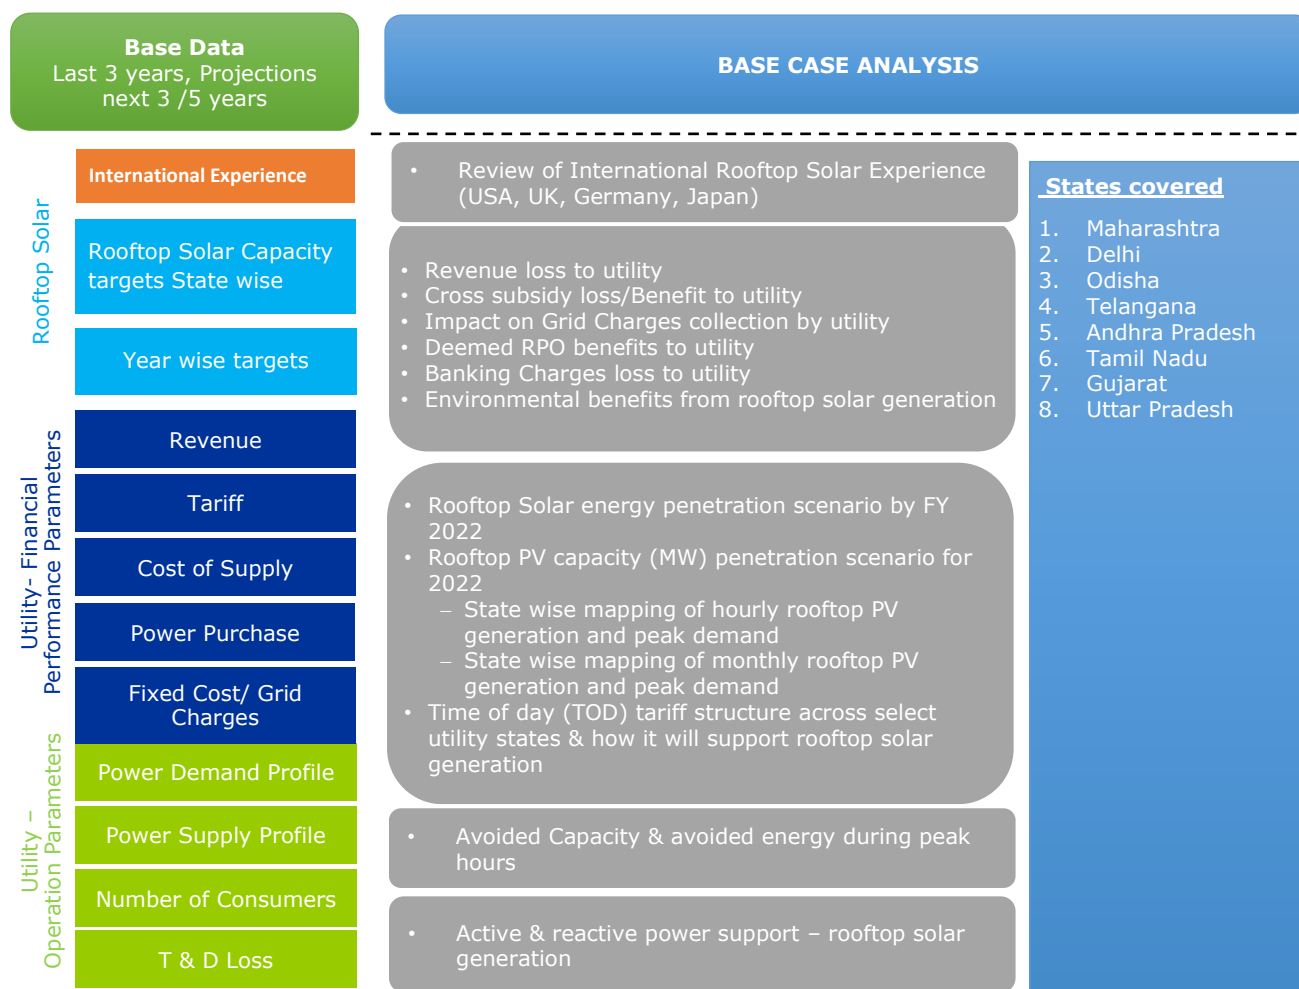 Base Data
Last 3 years, Projections
next 3 /5 years
BASE CASE ANALYSIS
Rooftop Solar
International Experience
Rooftop Solar Capacity
targets State wise
Year wise targets
Utility- Financial
Performance Parameters
Revenue
Tariff
Cost of Supply
Power Purchase
Fixed Cost/ Grid
Charges
Utility –
Operation Parameters
Power Demand Profile
Power Supply Profile
Number of Consumers
T & D Loss
• Review of International Rooftop Solar Experience
(USA, UK, Germany, Japan)
• Revenue loss to utility
• Cross subsidy loss/Benefit to utility
• Impact on Grid Charges collection by utility
• Deemed RPO benefits to utility
• Banking Charges loss to utility
• Environmental benefits from rooftop solar generation
• Rooftop Solar energy penetration scenario by FY
2022
• Rooftop PV capacity (MW) penetration scenario for
2022
– State wise mapping of hourly rooftop PV
generation and peak demand
– State wise mapping of monthly rooftop PV
generation and peak demand
• Time of day (TOD) tariff structure across select
utility states & how it will support rooftop solar
generation
• Avoided Capacity & avoided energy during peak
hours
• Active & reactive power support – rooftop solar
generation
States covered
1. Maharashtra
2. Delhi
3. Odisha
4. Telangana
5. Andhra Pradesh
6. Tamil Nadu
7. Gujarat
8. Uttar Pradesh